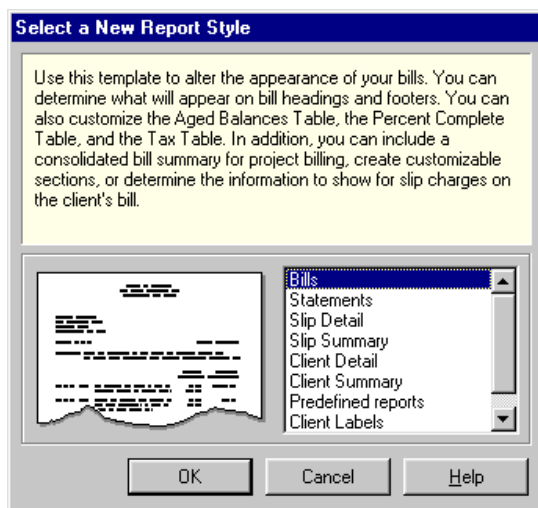 Select a New Report Style
Use this template to alter the appearance of your bills. You can
determine what will appear on bill headings and footers. You can
also customize the Aged Balances Table, the Percent Complete
Table, and the Tax Table. In addition, you can include a
consolidated bill summary for project billing, create customizable
sections, or determine the information to show for slip charges on
the client's bill.
Bills
Statements
Slip Detail
Slip Summary
Client Detail
Client Summary
Predefined reports
Client Labels
OK
Cancel
Help